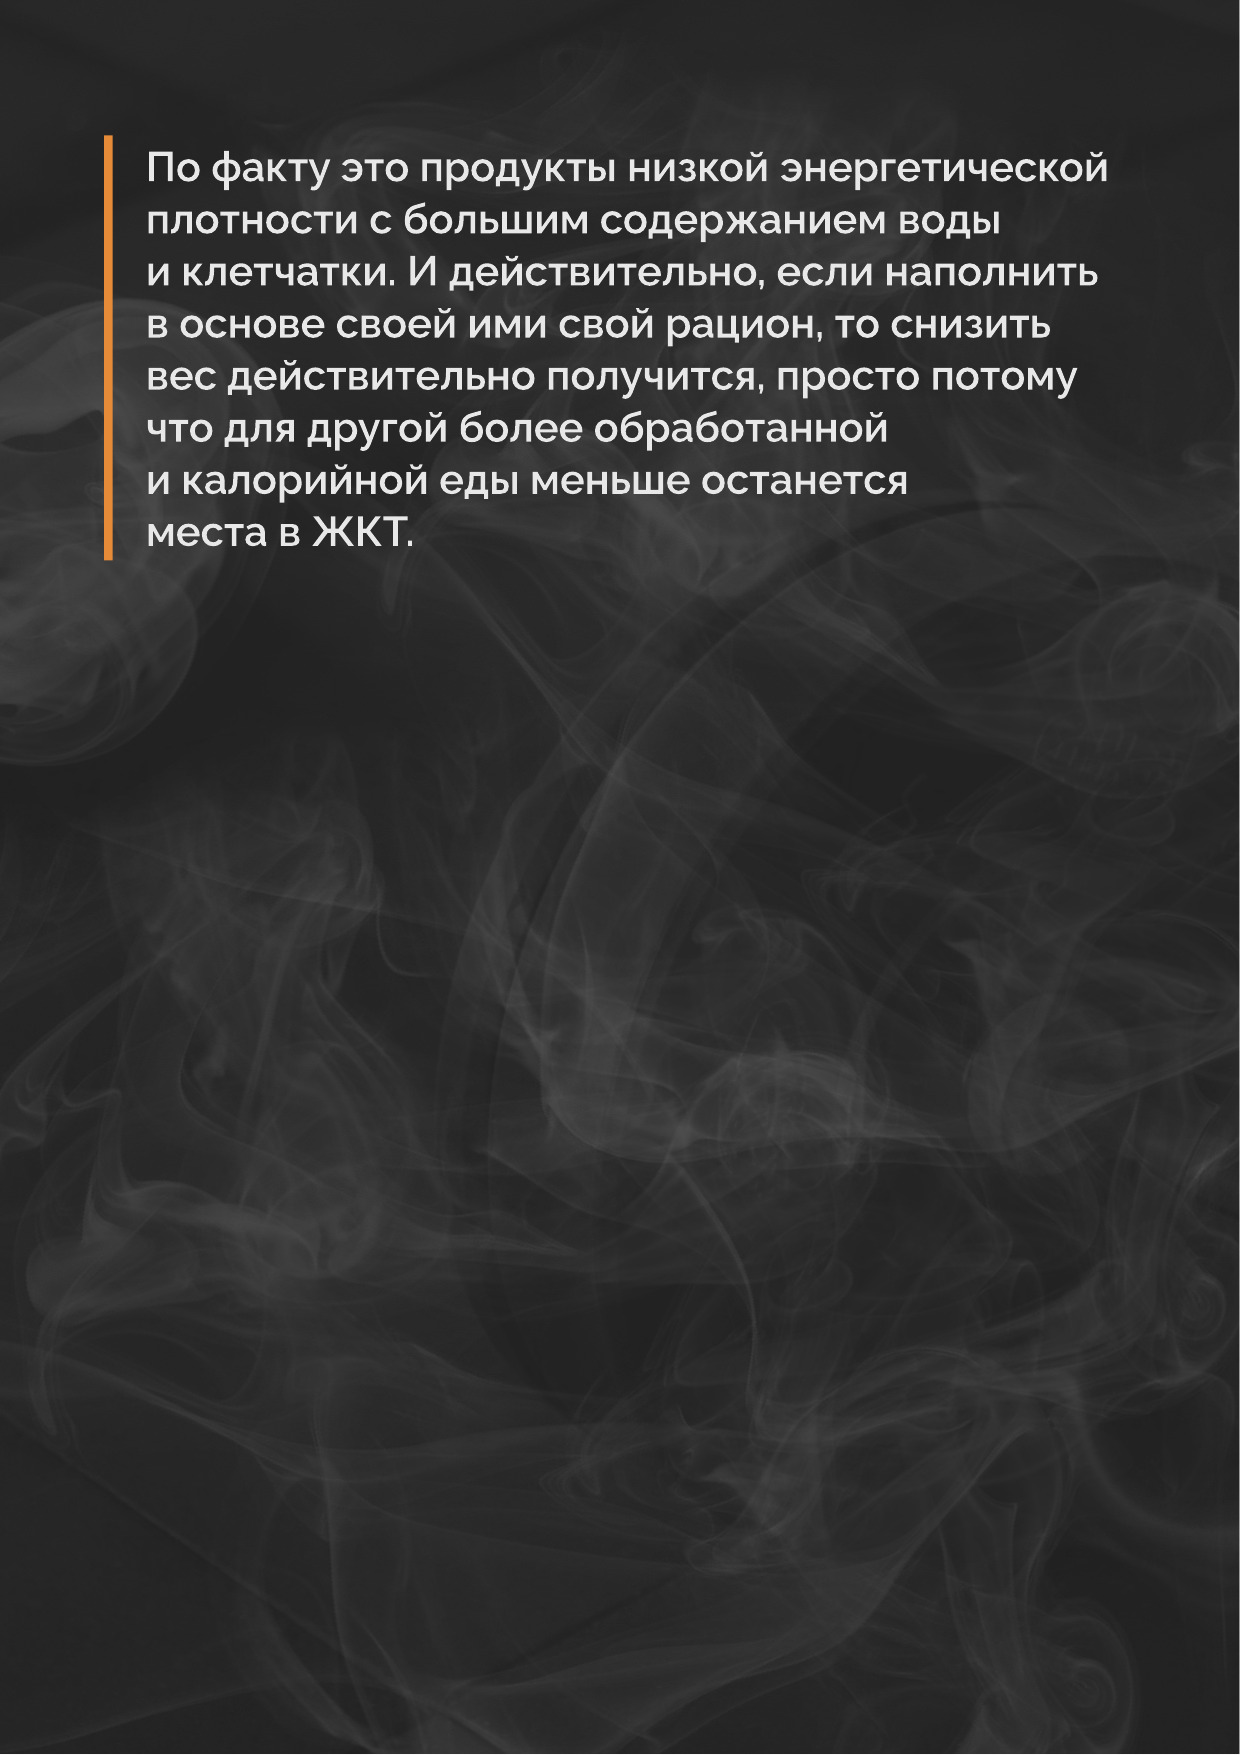 По факту это продукты низкой энергетической
плотности с большим содержанием воды
и клетчатки. И действительно, если наполнить
в основе своей ими свой рацион, то снизить
вес действительно получится, просто потому
что для другой более обработанной
и калорийной еды меньше останется
места в ЖКТ.